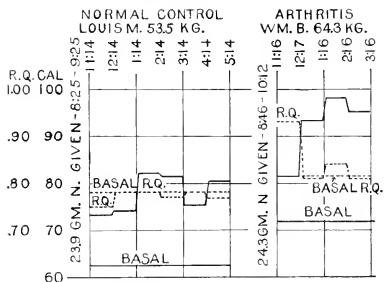 NORMAL CONTROL
LOUIS M. 53.5 KG.
ARTHRITIS
WM. B. 64.3 KG.
11:14
12:14
1:14
2:14
3:14
4:14
5:14
11:16
12:17
1:16
2:16
3:16
R.Q. CAL
1.00 100
.90 90
.80 80
.70 70
60
23.9 GM. N. GIVEN-8:25-9:25
BASAL R.Q.
R.Q.
BASAL
24.3 GM. N GIVEN-8:46-10:12
R.Q.
BASAL R.Q.
BASAL